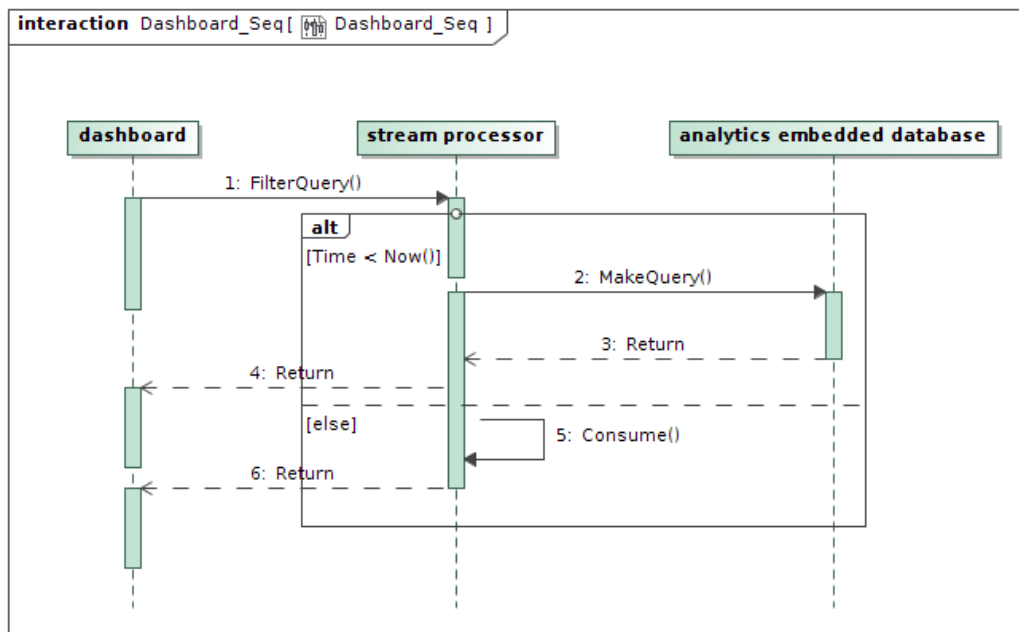 interaction Dashboard_Seq[ Dashboard_Seq ]
dashboard
stream processor
analytics embedded database
1: FilterQuery()
alt
[Time < Now()]
2: MakeQuery()
3: Return
4: Return
[else]
5: Consume()
6: Return